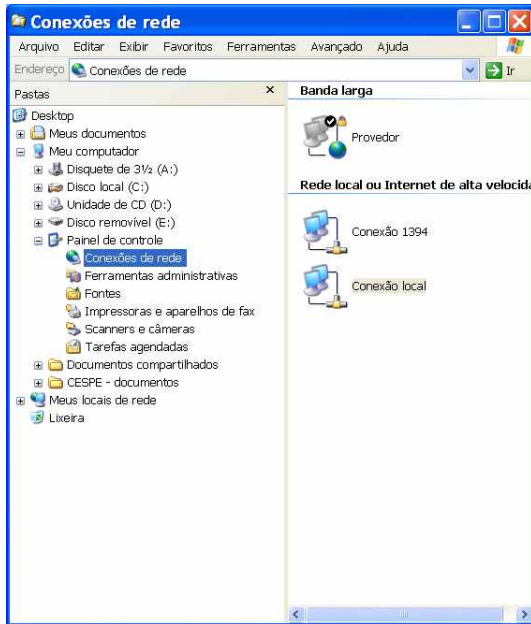 Conexões de rede
Arquivo Editar Exibir Favoritos Ferramentas Avançado Ajuda
Endereço Conexões de rede Ir
Pastas
Desktop
Meus documentos
Meu computador
Disquete de 3½ (A:)
Disco local (C:)
Unidade de CD (D:)
Disco removível (E:)
Painel de controle
Conexões de rede
Ferramentas administrativas
Fontes
Impressoras e aparelhos de fax
Scanners e câmeras
Tarefas agendadas
Documentos compartilhados
CESPE - documentos
Meus locais de rede
Lixeira
Banda larga
Provedor
Rede local ou Internet de alta velocida
Conexão 1394
Conexão local